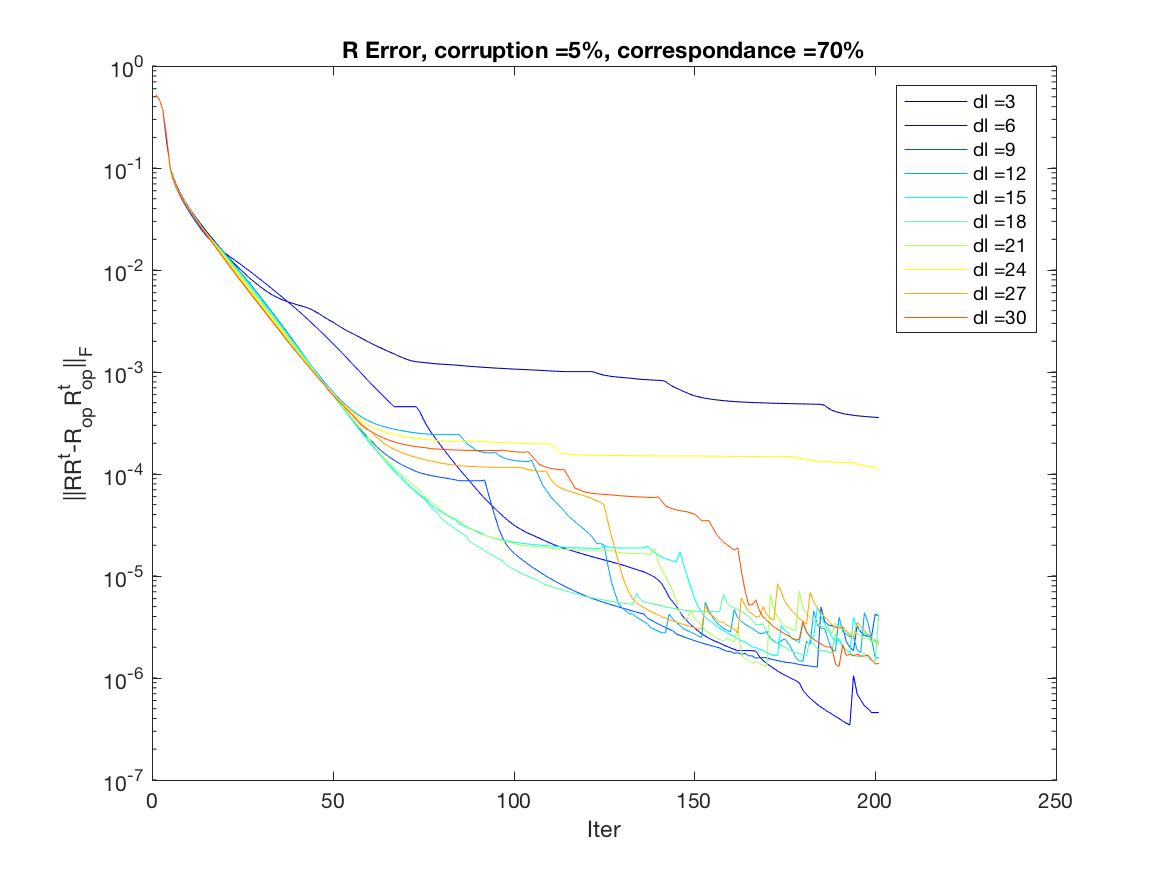 R Error, corruption =5%, correspondance =70%
10^0
10^-1
10^-2
10^-3
10^-4
10^-5
10^-6
10^-7
||RR^t-R_op R_op^t||_F
0 50 100 150 200 250
Iter
dl =3
dl =6
dl =9
dl =12
dl =15
dl =18
dl =21
dl =24
dl =27
dl =30